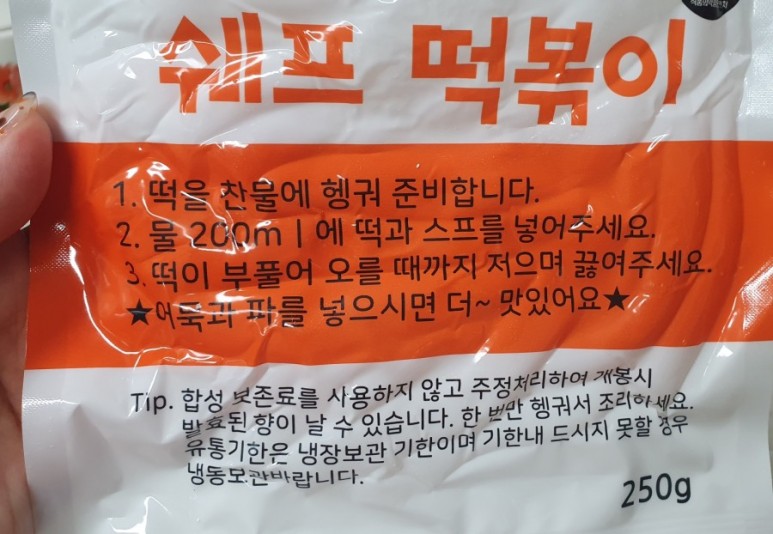 쉐프 떡볶이
1. 떡을 찬물에 헹궈 준비합니다.
2. 물 200ml에 떡과 스프를 넣어주세요.
3. 떡이 부풀어 오를 때까지 저으며 끓여주세요.
★어묵과 파를 넣으시면 더~ 맛있어요★
Tip. 합성 보존료를 사용하지 않고 주정처리하여 개봉시
발효된 향이 날 수 있습니다. 한 번만 헹궈서 조리하세요.
유통기한은 냉장보관 기한이며 기한내 드시지 못할 경우
냉동보관바랍니다.
250g